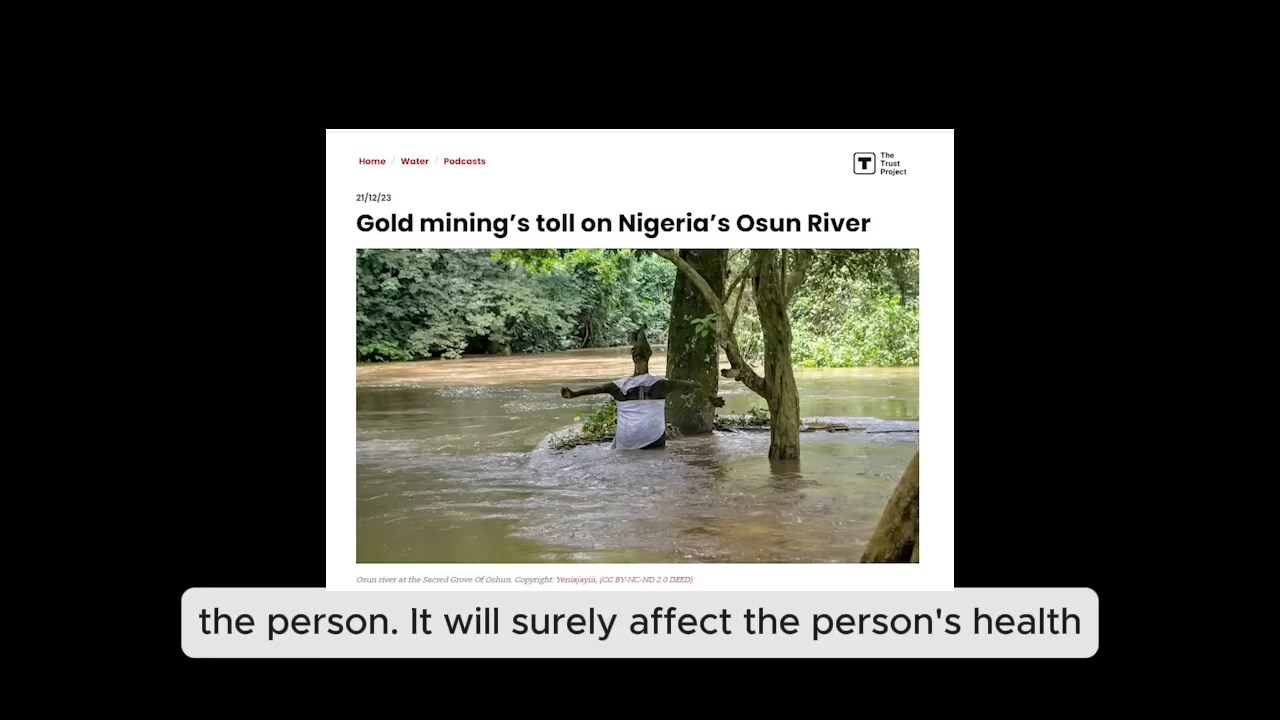 Home / Water / Podcasts
The
Trust
Project
21/12/23
Gold mining's toll on Nigeria's Osun River
Osun river at the Sacred Grove Of Oshun. Copyright: Yeniajayiii, (CC BY-NC-ND 2.0 DEED).
the person. It will surely affect the person's health